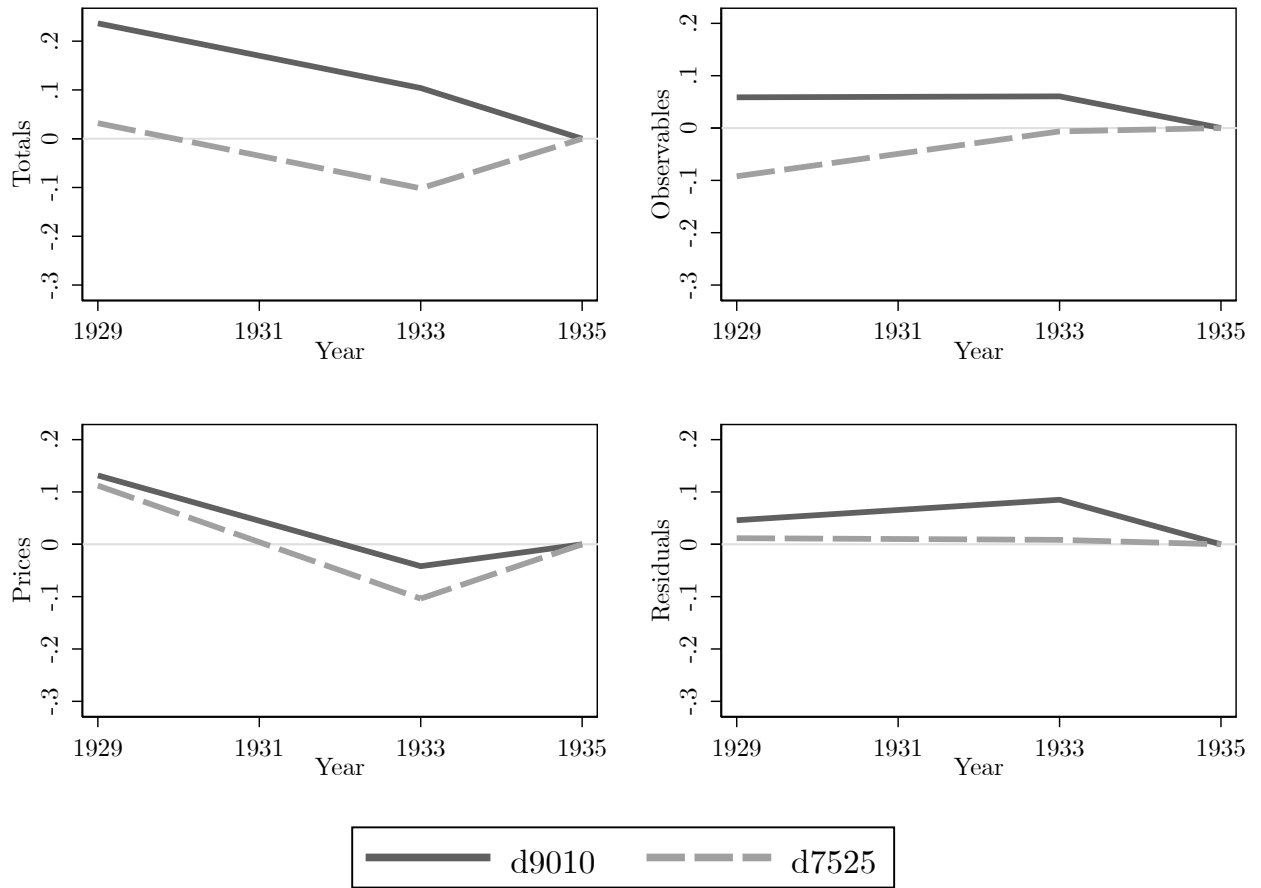 Totals
.2
.1
0
-.1
-.2
-.3
1929 1931 1933 1935
Year
Observables
.2
.1
0
-.1
-.2
-.3
1929 1931 1933 1935
Year
Prices
.2
.1
0
-.1
-.2
-.3
1929 1931 1933 1935
Year
Residuals
.2
.1
0
-.1
-.2
-.3
1929 1931 1933 1935
Year
d9010 d7525